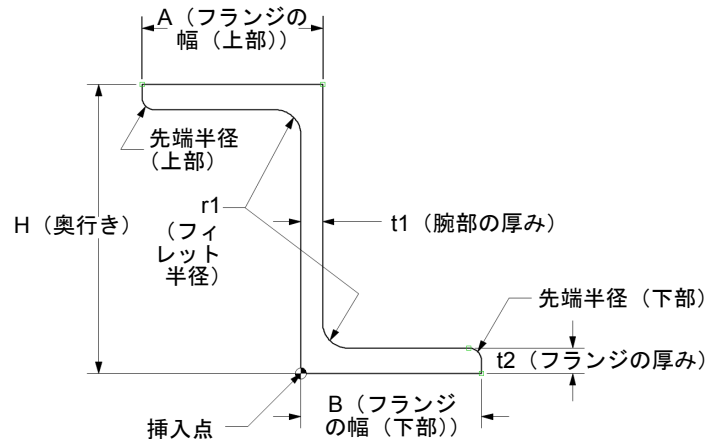 A（フランジの
幅（上部））
先端半径
（上部）
H（奥行き）
r1
（フィ
レット
半径）
t1（腕部の厚み）
先端半径（下部）
t2（フランジの厚み）
B（フランジ
の幅（下部））
挿入点